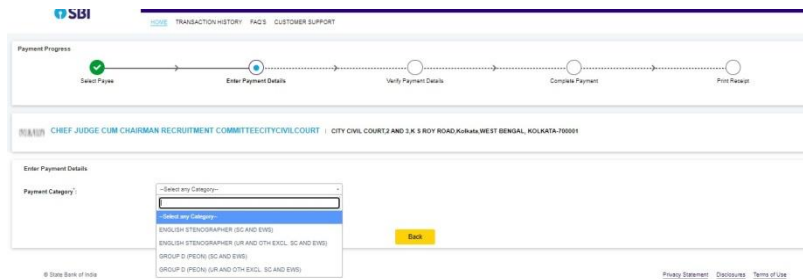 SBI
HOME TRANSACTION HISTORY FAQ'S CUSTOMER SUPPORT
Payment Progress
Select Payee Enter Payment Details Verify Payment Details Complete Payment Print Receipt
CHIEF JUDGE CUM CHAIRMAN RECRUITMENT COMMITTEECITYCIVILCOURT | CITY CIVIL COURT,2 AND 3,K S ROY ROAD,Kolkata,WEST BENGAL, KOLKATA-700001
Enter Payment Details
Payment Category*: --Select any Category--
--Select any Category--
ENGLISH STENOGRAPHER (SC AND EWS)
ENGLISH STENOGRAPHER (UR AND OTH EXCL. SC AND EWS)
GROUP D (PEON) (SC AND EWS)
GROUP D (PEON) (UR AND OTH EXCL. SC AND EWS)
Back
© State Bank of India Privacy Statement Disclosures Terms of Use